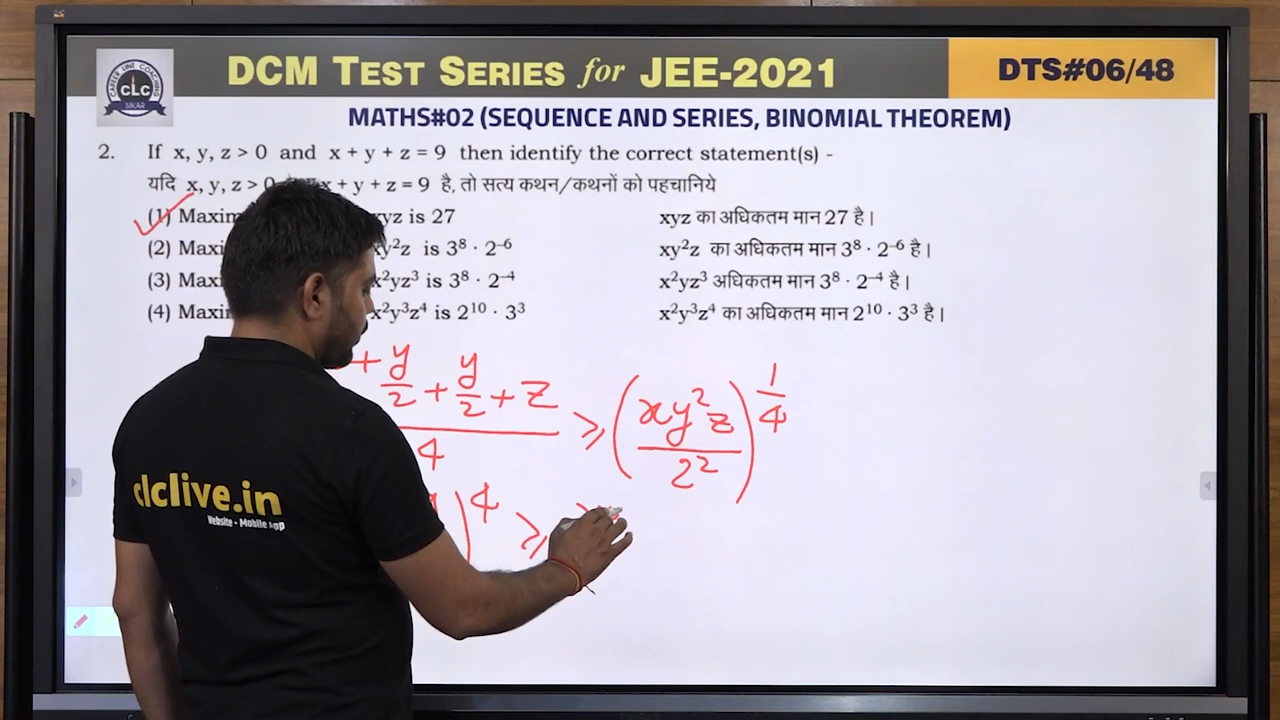 CAREER LINE COACHING
CLC
SIKAR
DCM TEST SERIES for JEE-2021
DTS#06/48
MATHS#02 (SEQUENCE AND SERIES, BINOMIAL THEOREM)
2. If x, y, z > 0 and x + y + z = 9 then identify the correct statement(s) -
यदि x, y, z > 0 x + y + z = 9 है, तो सत्य कथन/कथनों को पहचानिये
(1) Maxim xyz is 27 xyz का अधिकतम मान 27 है।
(2) Maxi xy²z is 3⁸ · 2⁻⁶ xy²z का अधिकतम मान 3⁸ · 2⁻⁶ है।
(3) Maxi x²yz³ is 3⁸ · 2⁻⁴ x²yz³ अधिकतम मान 3⁸ · 2⁻⁴ है।
(4) Maxi x²y³z⁴ is 2¹⁰ · 3³ x²y³z⁴ का अधिकतम मान 2¹⁰ · 3³ है।
+ y/2 + y/2 + z / 4 ≥ (xy²z / 2²)^1/4
)⁴ ≥
clclive.in
Website - Mobile App